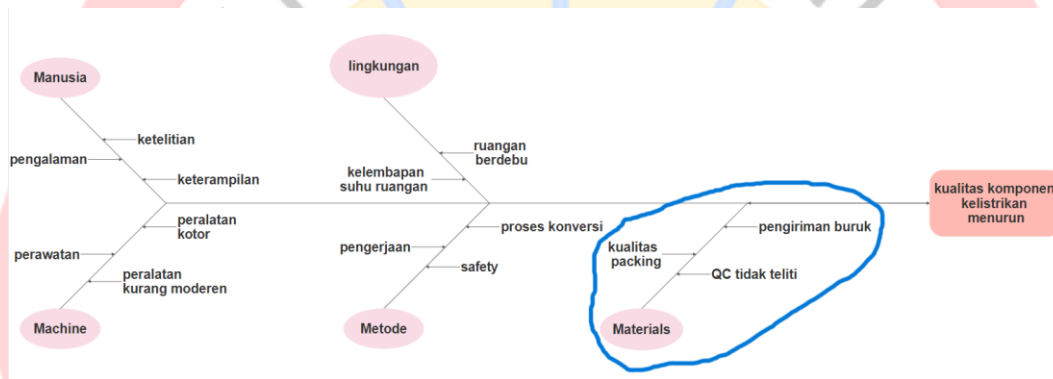 Manusia
lingkungan
ketelitian
pengalaman
keterampilan
ruangan
berdebu
kelembapan
suhu ruangan
kualitas komponen
kelistrikan
menurun
peralatan
kotor
perawatan
peralatan
kurang moderen
Machine
proses konversi
pengerjaan
safety
Metode
pengiriman buruk
kualitas
packing
QC tidak teliti
Materials